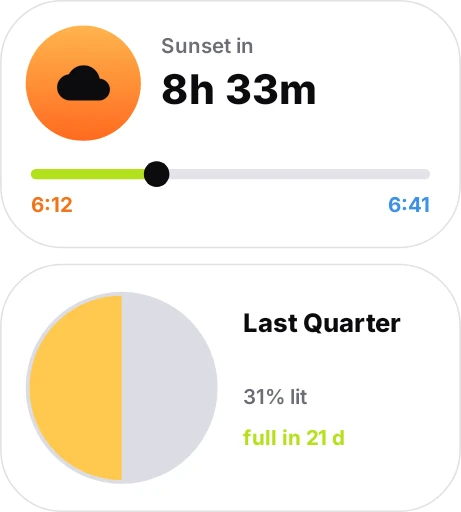 Sunset in
8h 33m
6:12
6:41
Last Quarter
31% lit
full in 21 d